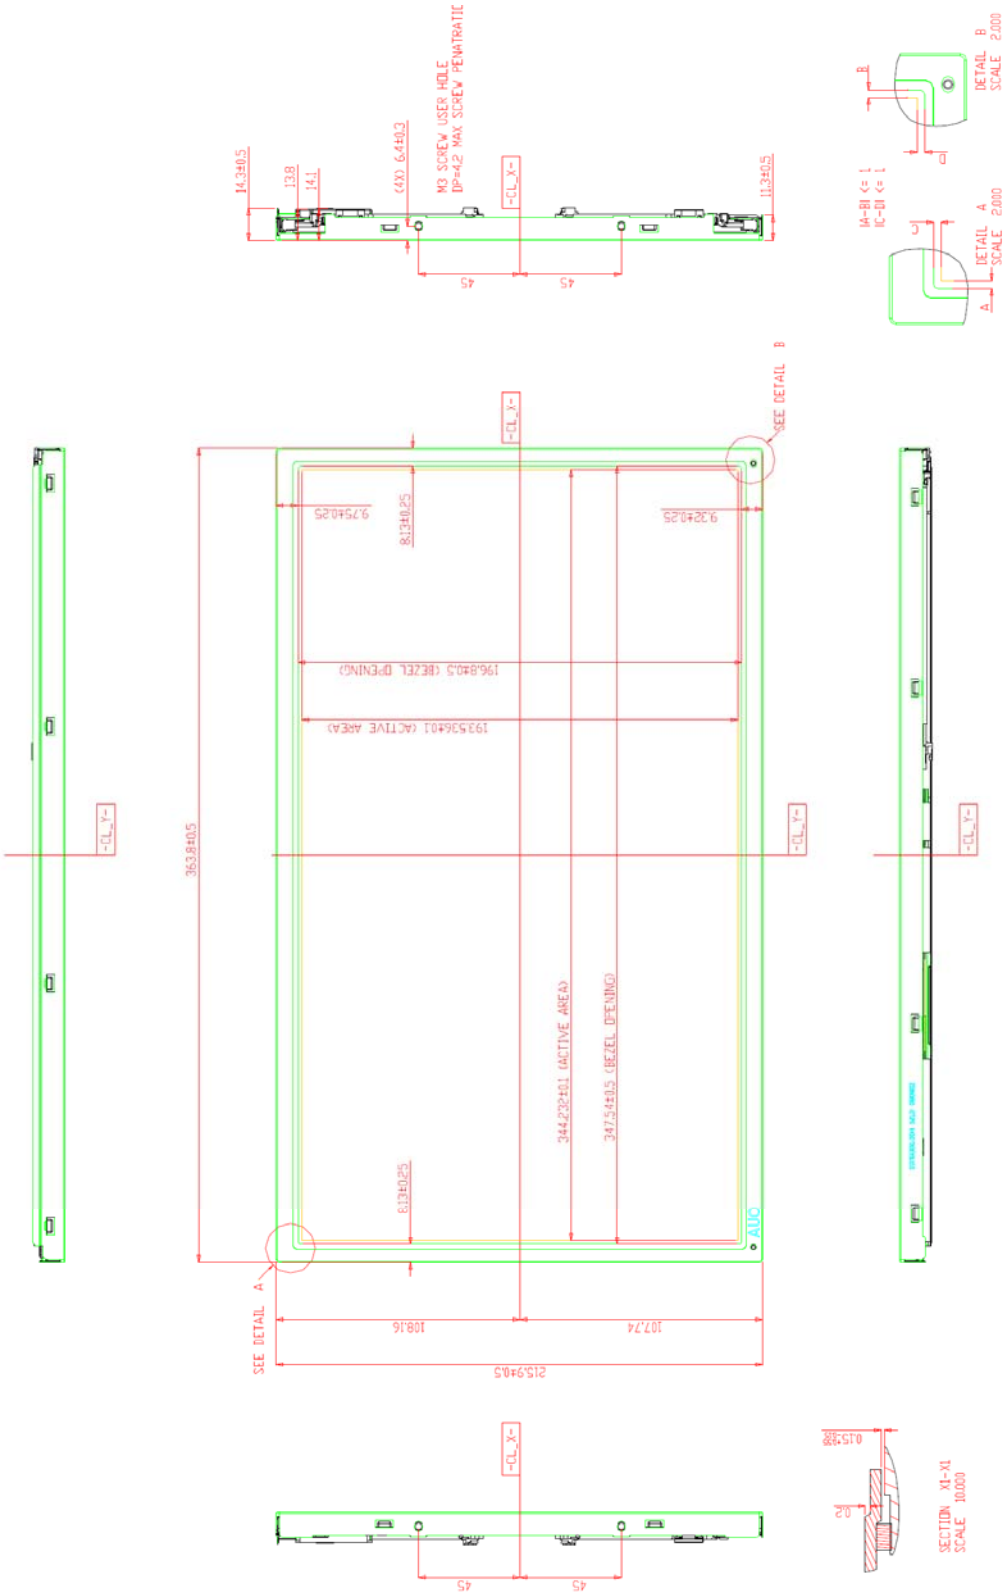 14.3±0.5
13.8
14.1
(4X) 6.4±0.3
M3 SCREW USER HOLE
DP=4.2 MAX SCREW PENATRATIO
-CL_X-
11.3±0.5
45
45
B
D
DETAIL B
SCALE 2.000
|A-B| <= 1
|C-D| <= 1
C
A
DETAIL A
SCALE 2.000
-CL_Y-
363.8±0.5
9.75±0.25
8.13±0.25
-CL_X-
9.32±0.25
SEE DETAIL B
196.8±0.5 (BEZEL OPENING)
193.536±0.1 (ACTIVE AREA)
-CL_Y-
344.232±0.1 (ACTIVE AREA)
347.54±0.5 (BEZEL OPENING)
8.13±0.25
AUO
SEE DETAIL A
108.16
107.74
215.9±0.5
-CL_Y-
-CL_X-
45
45
0.2
SECTION X1-X1
SCALE 10.000